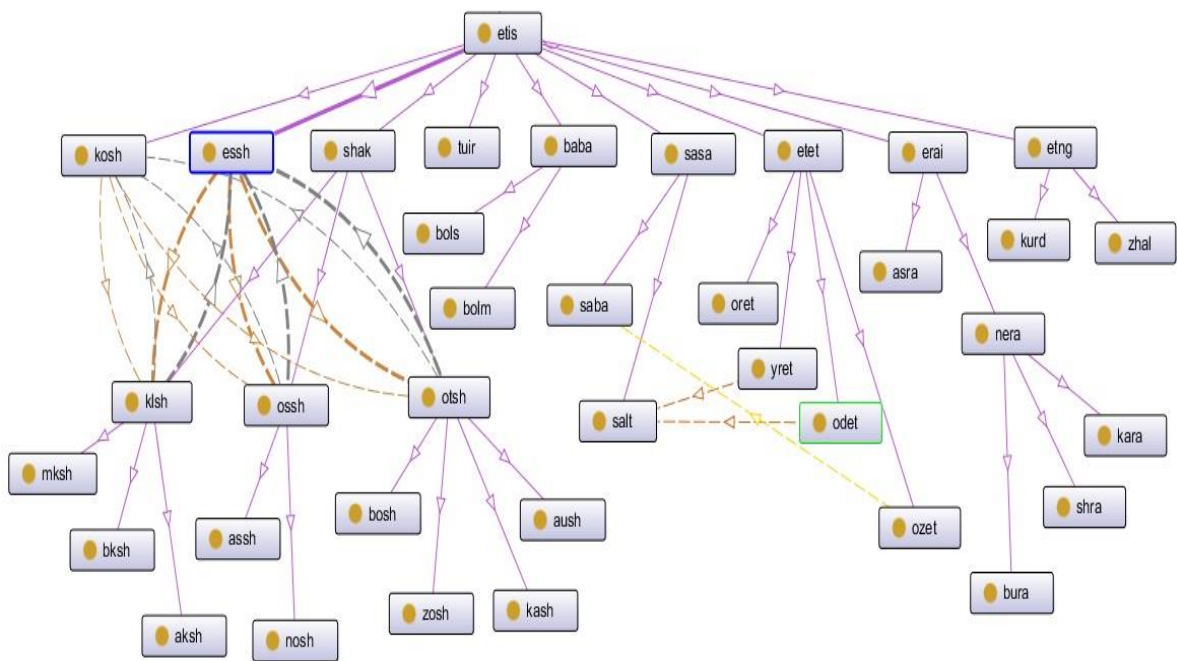 etis
kosh
essh
shak
tuir
baba
sasa
etet
erai
etng
bols
kurd
zhal
asra
bolm
saba
oret
nera
yret
klsh
ossh
otsh
salt
odet
kara
mksh
bosh
aush
shra
bksh
assh
ozet
zosh
kash
bura
aksh
nosh